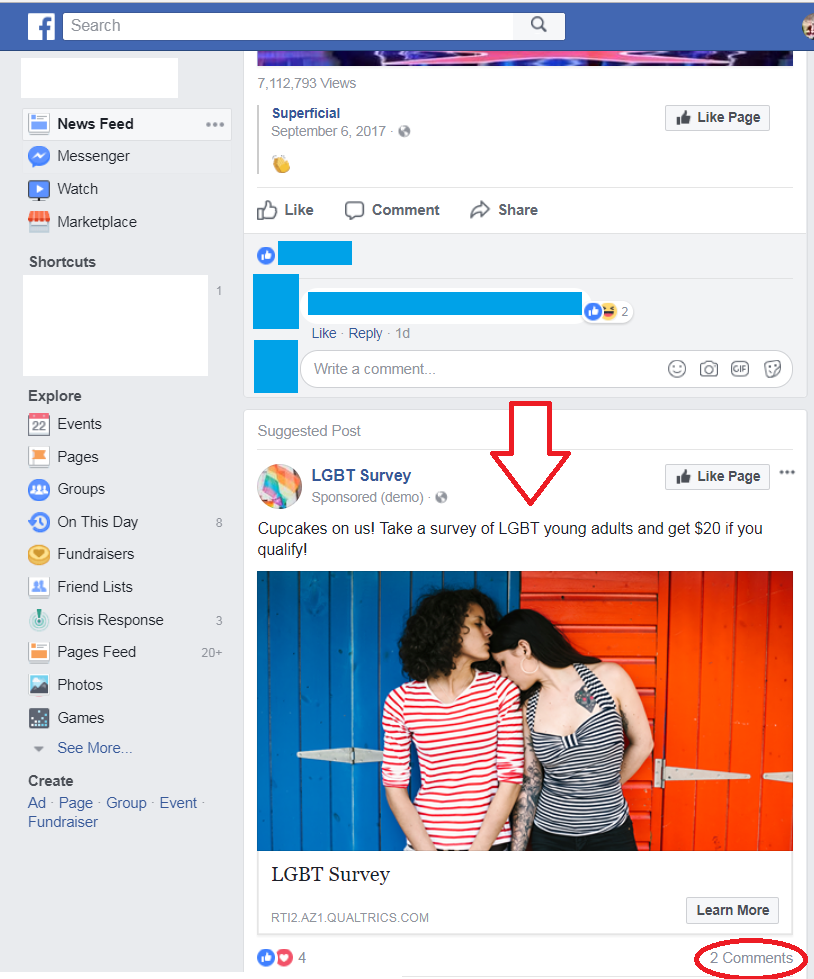 Search
7,112,793 Views
Superficial
September 6, 2017 ·
Like Page
Like
Comment
Share
2
Like · Reply · 1d
Write a comment...
GIF
News Feed
Messenger
Watch
Marketplace
Shortcuts
1
Explore
22
Events
Pages
Groups
On This Day 8
Fundraisers
Friend Lists
Crisis Response 3
Pages Feed 20+
Photos
Games
See More...
Create
Ad · Page · Group · Event ·
Fundraiser
Suggested Post
LGBT Survey
Sponsored (demo) ·
Like Page
Cupcakes on us! Take a survey of LGBT young adults and get $20 if you
qualify!
LGBT Survey
RTI2.AZ1.QUALTRICS.COM
Learn More
4
2 Comments